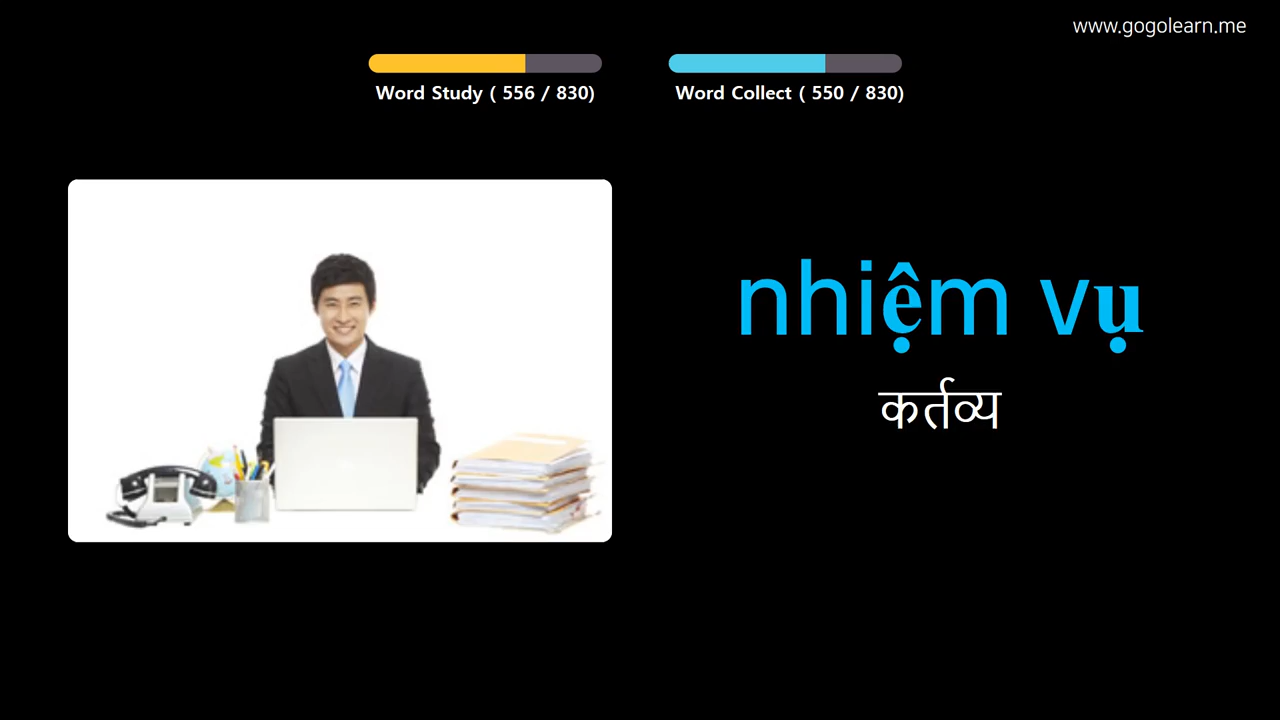 www.gogolearn.me
Word Study ( 556 / 830)
Word Collect ( 550 / 830)
nhiệm vụ
कर्तव्य